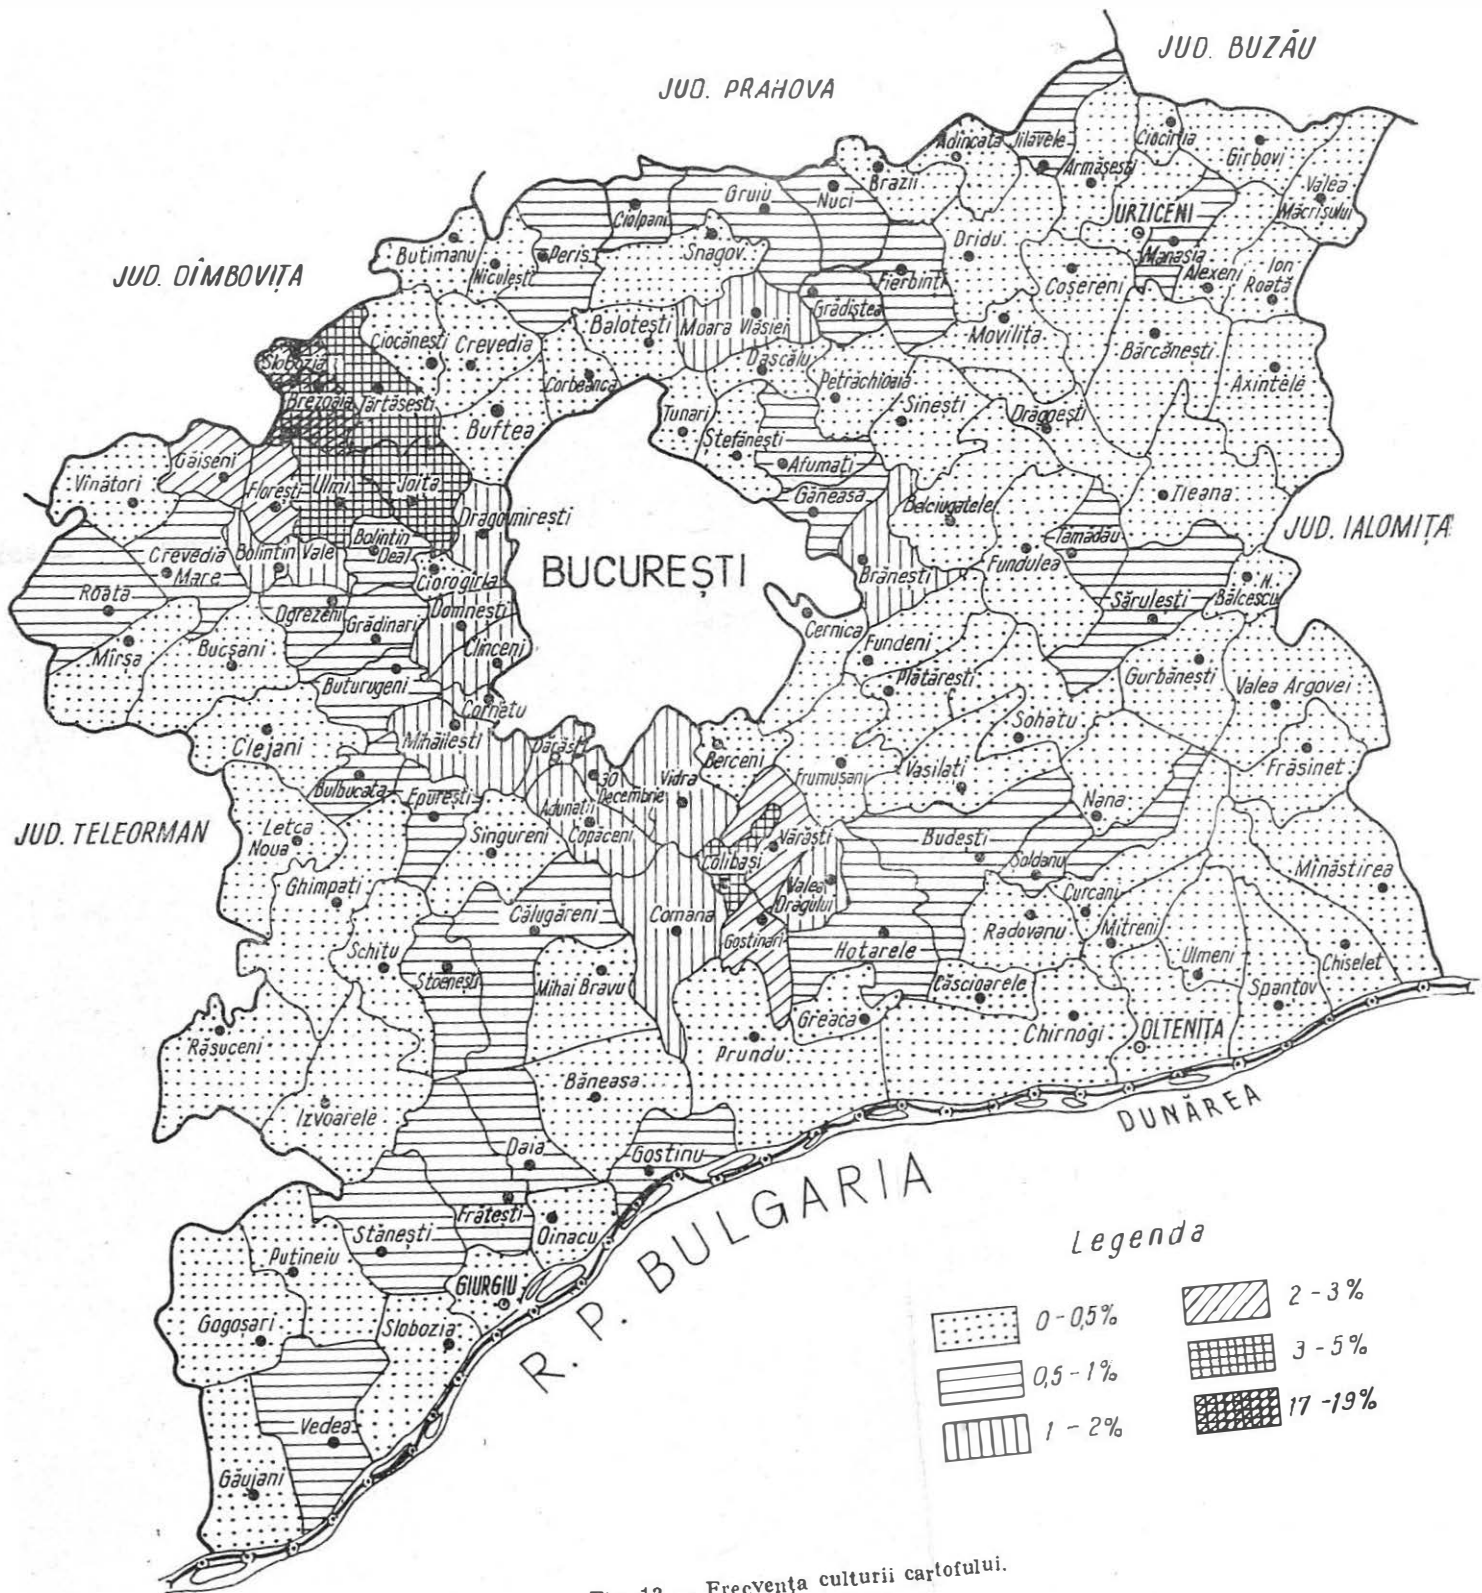 JUD. BUZĂU
JUD. PRAHOVA
JUD. DÎMBOVIȚA
JUD. IALOMIȚA
JUD. TELEORMAN
BUCUREȘTI
Adîncata
Jilavele
Ciocîrlia
Gîrbovi
Armășești
Valea
Măcrișului
Brazii
Nuci
Gruiu
Ciolpani
Periș
Butimanu
Niculești
Snagov
Dridu
URZICENI
Manasia
Alexeni
Ion
Roată
Coșereni
Fierbinți
Grădiștea
Moara Vlăsiei
Balotești
Movilița
Bărcănești
Axintele
Ciocănești
Crevedia
Corbeanca
Dascălu
Petrăchioaia
Sinești
Drăgoești
Slobozia
Brezoaia
Tărtășești
Buftea
Tunari
Ștefănești
Afumați
Găneasa
Belciugatele
Ileana
Găiseni
Vînători
Florești
Ulmi
Joița
Dragomirești
Bolintin
Deal
Bolintin Vale
Crevedia
Mare
Roata
Ciorogîrla
Brănești
Fundulea
Tămădău
Sărulești
N.
Bălcescu
Ogrezeni
Grădinari
Domnești
Clinceni
Cernica
Fundeni
Mîrșa
Bucșani
Buturugeni
Cornetu
Plătărești
Gurbănești
Valea Argovei
Clejani
Mihăilești
Dărăști
Berceni
Frumușani
Vasilați
Sohatu
Frăsinet
Bulbucata
Epurești
30
Decembrie
Vidra
Adunații
Copăceni
Nana
Letca
Noua
Singureni
Colibași
Vărăști
Budești
Șoldanu
Mînăstirea
Ghimpați
Călugăreni
Comana
Valea
Dragului
Curcani
Radovanu
Mitreni
Schitu
Stoenești
Mihai Bravu
Gostinari
Hotarele
Ulmeni
Chiselet
Spanțov
Căscioarele
Greaca
Chirnogi
OLTENIȚA
Răsuceni
Prundu
Izvoarele
Băneasa
DUNĂREA
Daia
Gostinu
Frătești
Oinacu
R. P. BULGARIA
Stănești
Putineiu
GIURGIU
Gogoșari
Slobozia
Vedea
Găujani
Legenda
0 - 0,5%
0,5 - 1%
1 - 2%
2 - 3%
3 - 5%
17 - 19%
Frecvența culturii cartofului.